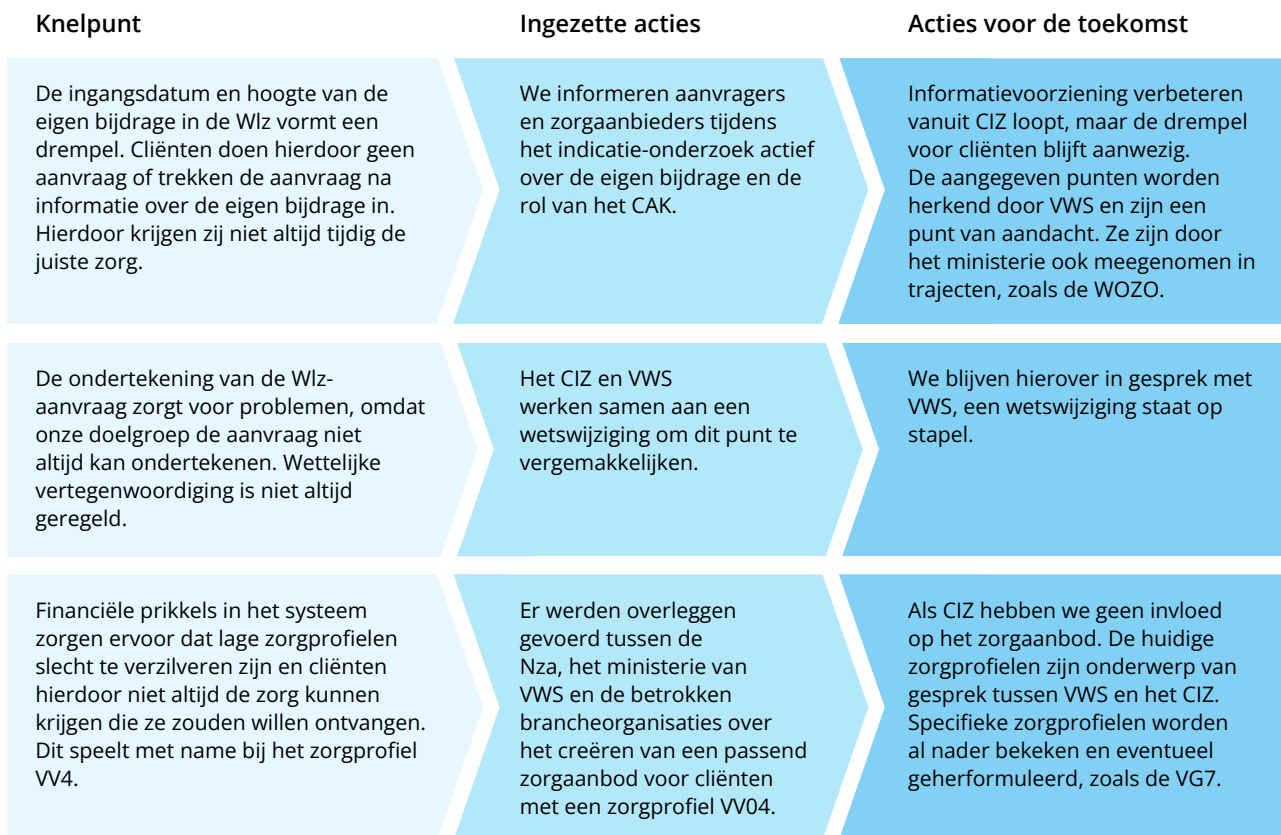 Knelpunt
Ingezette acties
Acties voor de toekomst
De ingangsdatum en hoogte van de
eigen bijdrage in de Wlz vormt een
drempel. Cliënten doen hierdoor geen
aanvraag of trekken de aanvraag na
informatie over de eigen bijdrage in.
Hierdoor krijgen zij niet altijd tijdig de
juiste zorg.
We informeren aanvragers
en zorgaanbieders tijdens
het indicatie-onderzoek actief
over de eigen bijdrage en de
rol van het CAK.
Informatievoorziening verbeteren
vanuit CIZ loopt, maar de drempel
voor cliënten blijft aanwezig.
De aangegeven punten worden
herkend door VWS en zijn een
punt van aandacht. Ze zijn door
het ministerie ook meegenomen in
trajecten, zoals de WOZO.
De ondertekening van de Wlz-
aanvraag zorgt voor problemen, omdat
onze doelgroep de aanvraag niet
altijd kan ondertekenen. Wettelijke
vertegenwoordiging is niet altijd
geregeld.
Het CIZ en VWS
werken samen aan een
wetswijziging om dit punt te
vergemakkelijken.
We blijven hierover in gesprek met
VWS, een wetswijziging staat op
stapel.
Financiële prikkels in het systeem
zorgen ervoor dat lage zorgprofielen
slecht te verzilveren zijn en cliënten
hierdoor niet altijd de zorg kunnen
krijgen die ze zouden willen ontvangen.
Dit speelt met name bij het zorgprofiel
VV4.
Er werden overleggen
gevoerd tussen de
Nza, het ministerie van
VWS en de betrokken
brancheorganisaties over
het creëren van een passend
zorgaanbod voor cliënten
met een zorgprofiel VV04.
Als CIZ hebben we geen invloed
op het zorgaanbod. De huidige
zorgprofielen zijn onderwerp van
gesprek tussen VWS en het CIZ.
Specifieke zorgprofielen worden
al nader bekeken en eventueel
geherformuleerd, zoals de VG7.